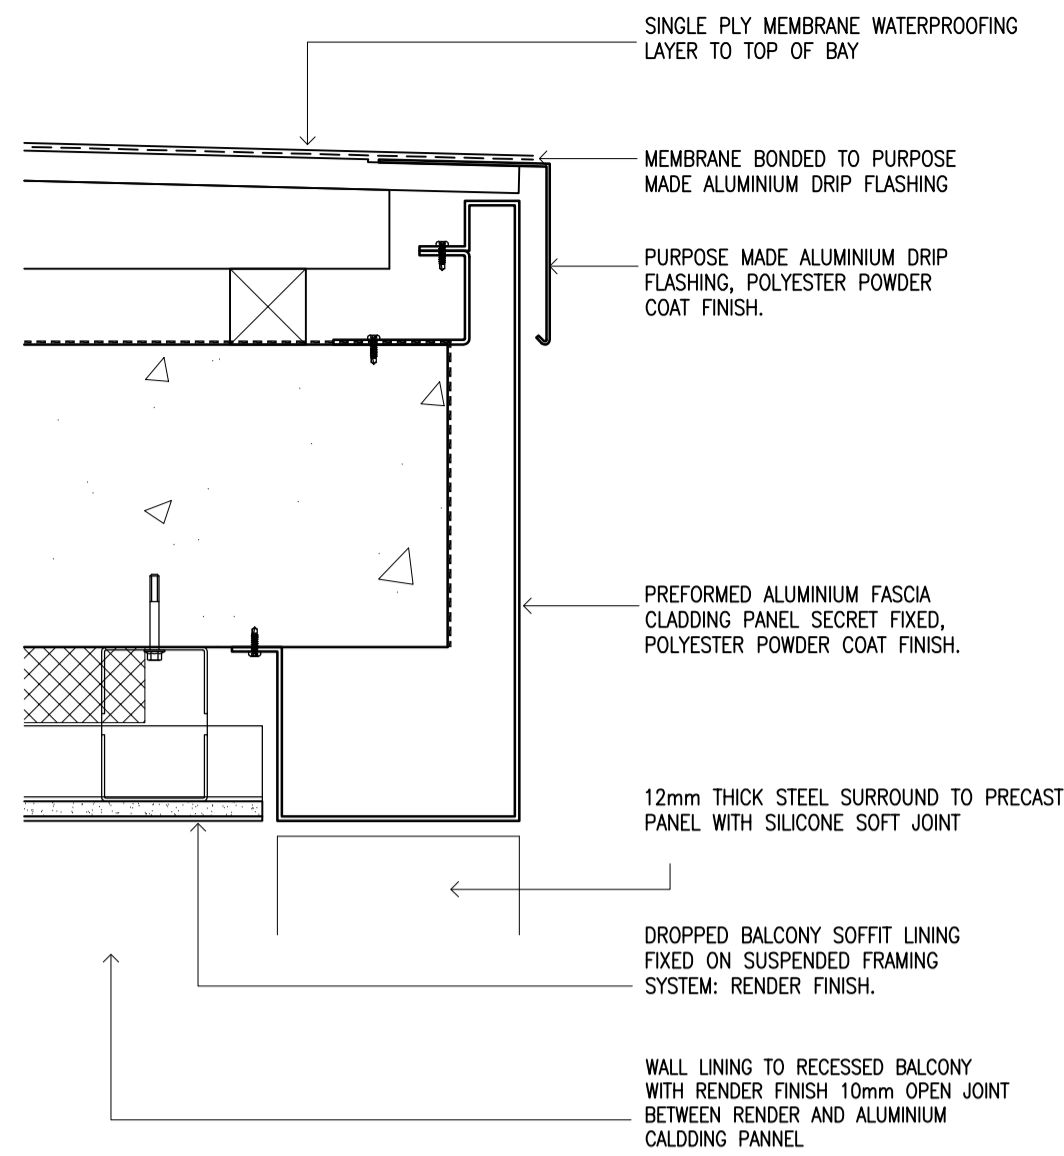 SINGLE PLY MEMBRANE WATERPROOFING
LAYER TO TOP OF BAY
MEMBRANE BONDED TO PURPOSE
MADE ALUMINIUM DRIP FLASHING
PURPOSE MADE ALUMINIUM DRIP
FLASHING, POLYESTER POWDER
COAT FINISH.
PREFORMED ALUMINIUM FASCIA
CLADDING PANEL SECRET FIXED,
POLYESTER POWDER COAT FINISH.
12mm THICK STEEL SURROUND TO PRECAST
PANEL WITH SILICONE SOFT JOINT
DROPPED BALCONY SOFFIT LINING
FIXED ON SUSPENDED FRAMING
SYSTEM: RENDER FINISH.
WALL LINING TO RECESSED BALCONY
WITH RENDER FINISH 10mm OPEN JOINT
BETWEEN RENDER AND ALUMINIUM
CALDDING PANNEL